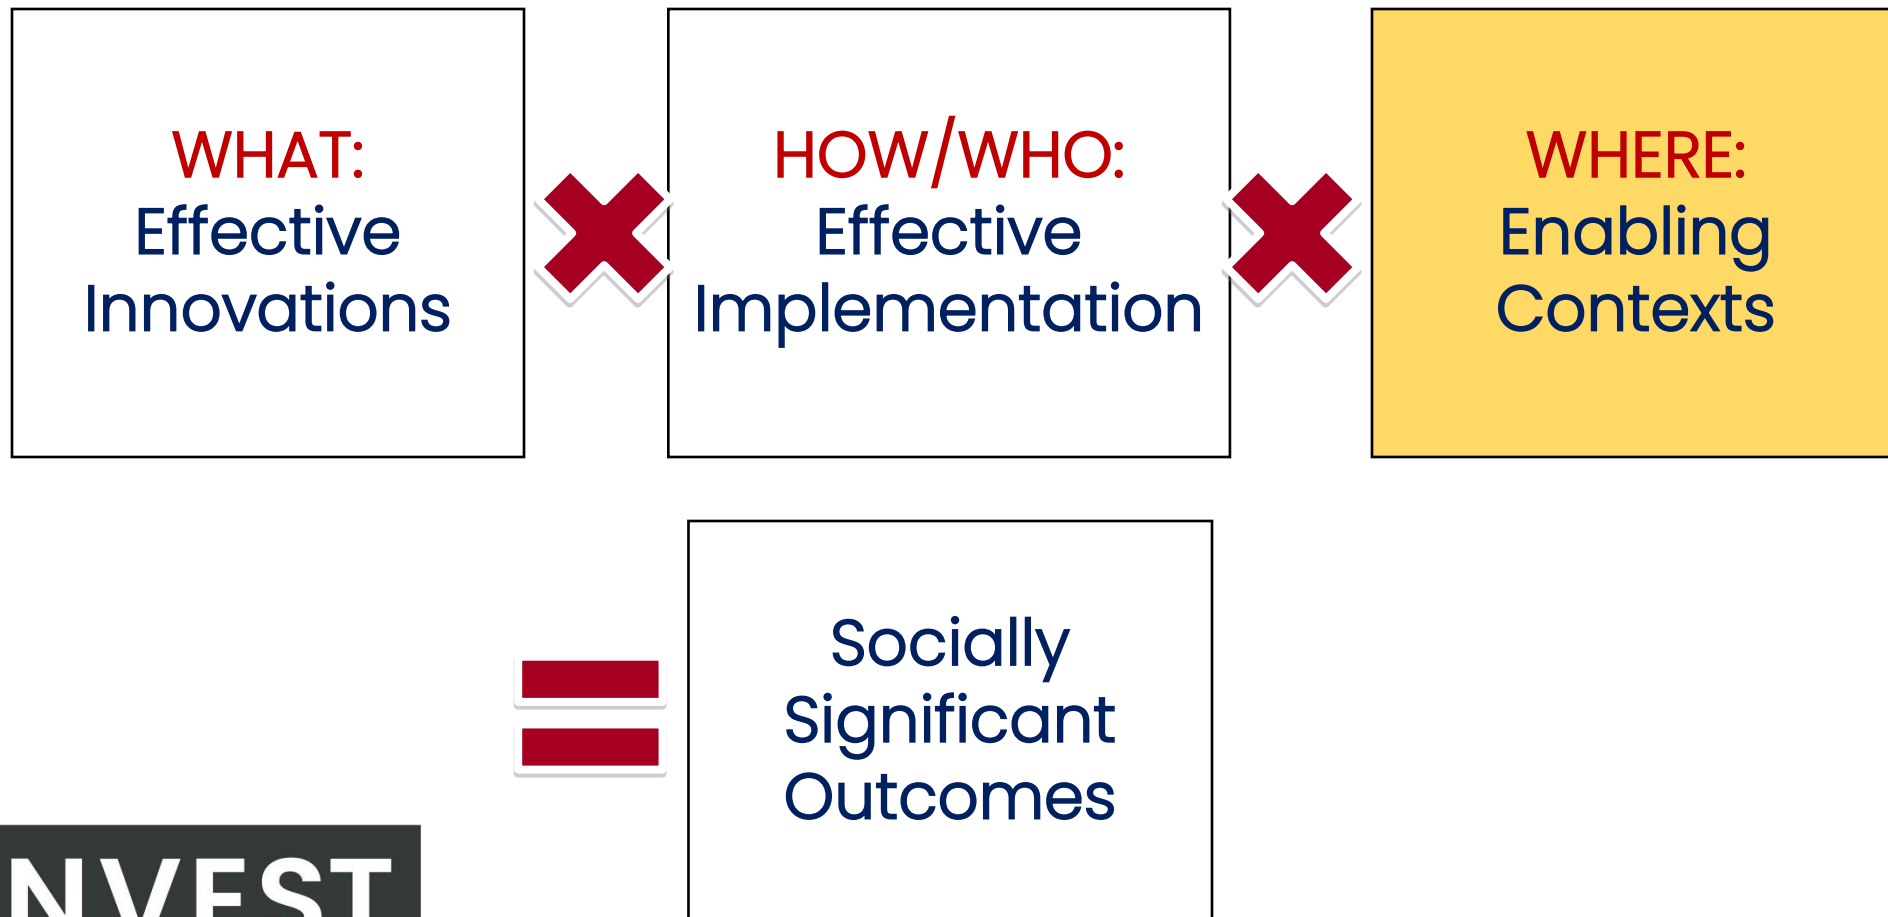 WHAT:
Effective
Innovations
HOW/WHO:
Effective
Implementation
WHERE:
Enabling
Contexts
Socially
Significant
Outcomes
NVEST